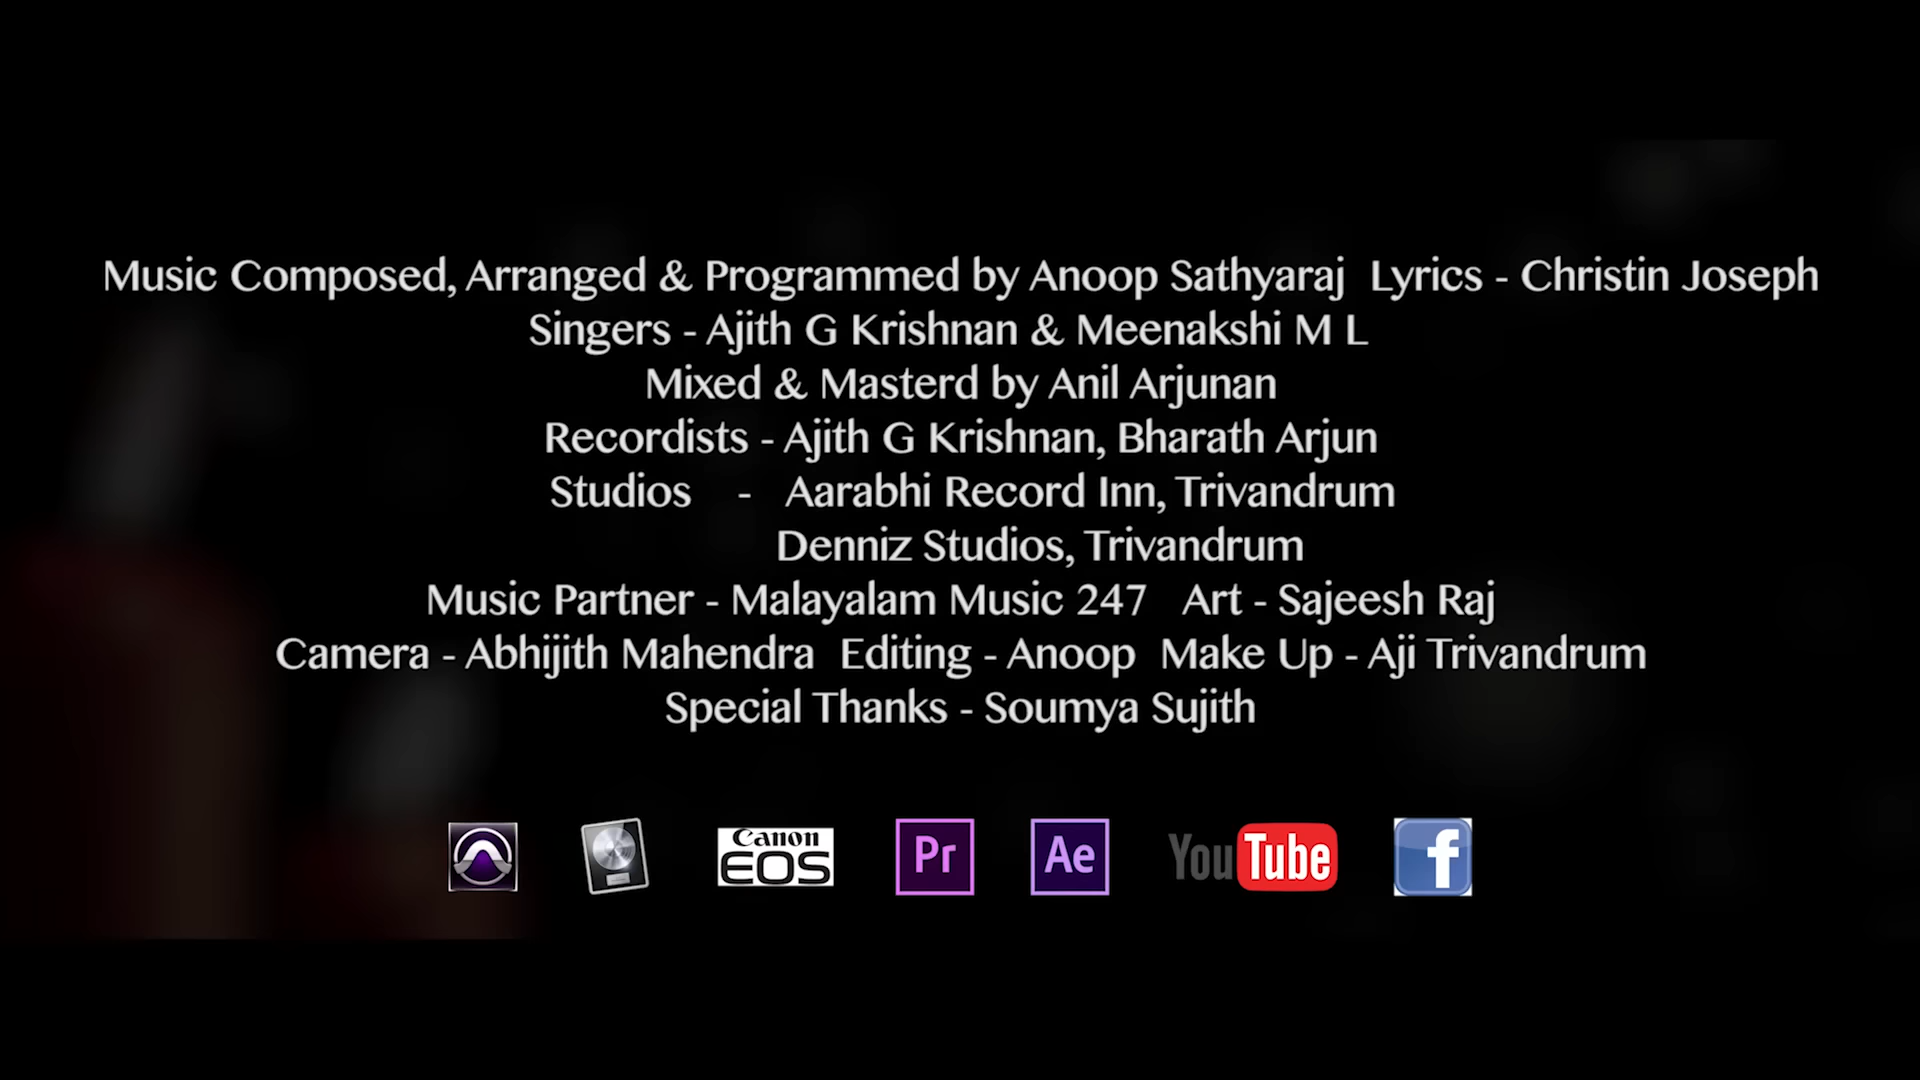 Music Composed, Arranged & Programmed by Anoop Sathyaraj  Lyrics - Christin Joseph
Singers - Ajith G Krishnan & Meenakshi M L
Mixed & Masterd by Anil Arjunan
Recordists - Ajith G Krishnan, Bharath Arjun
Studios - Aarabhi Record Inn, Trivandrum
Denniz Studios, Trivandrum
Music Partner - Malayalam Music 247  Art - Sajeesh Raj
Camera - Abhijith Mahendra  Editing - Anoop  Make Up - Aji Trivandrum
Special Thanks - Soumya Sujith
Canon
EOS
Pr
Ae
YouTube
f